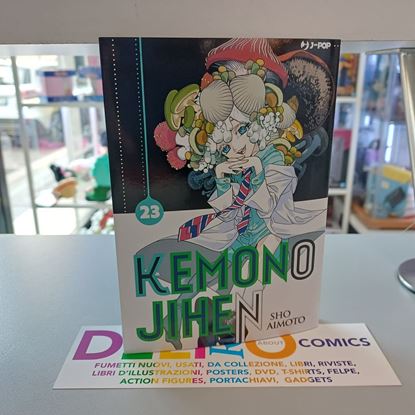 J-POP
23
KEMONO
JIHEN
SHO
AIMOTO
ABOUT
COMICS
FUMETTI NUOVI, USATI, DA COLLEZIONE, LIBRI, RIVISTE,
LIBRI D'ILLUSTRAZIONI, POSTERS, DVD, T-SHIRTS, FELPE,
ACTION FIGURES, PORTACHIAVI, GADGETS